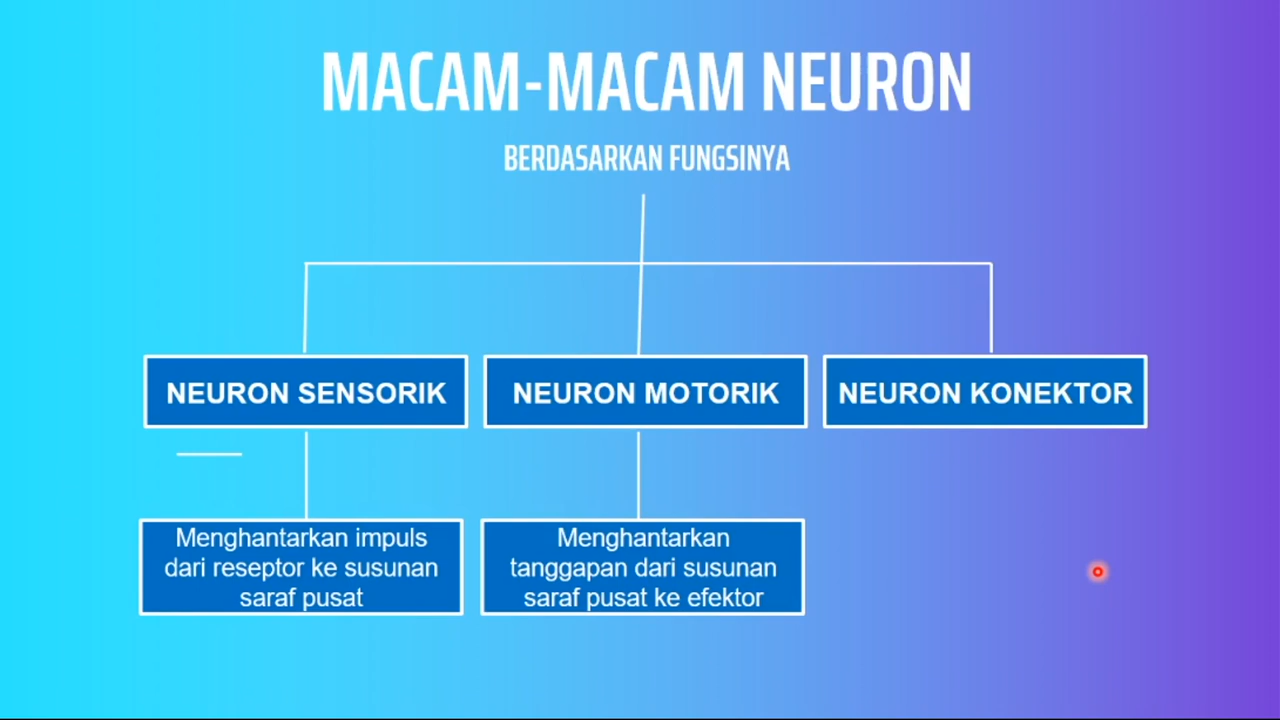 MACAM-MACAM NEURON
BERDASARKAN FUNGSINYA
NEURON SENSORIK
NEURON MOTORIK
NEURON KONEKTOR
Menghantarkan impuls
dari reseptor ke susunan
saraf pusat
Menghantarkan
tanggapan dari susunan
saraf pusat ke efektor